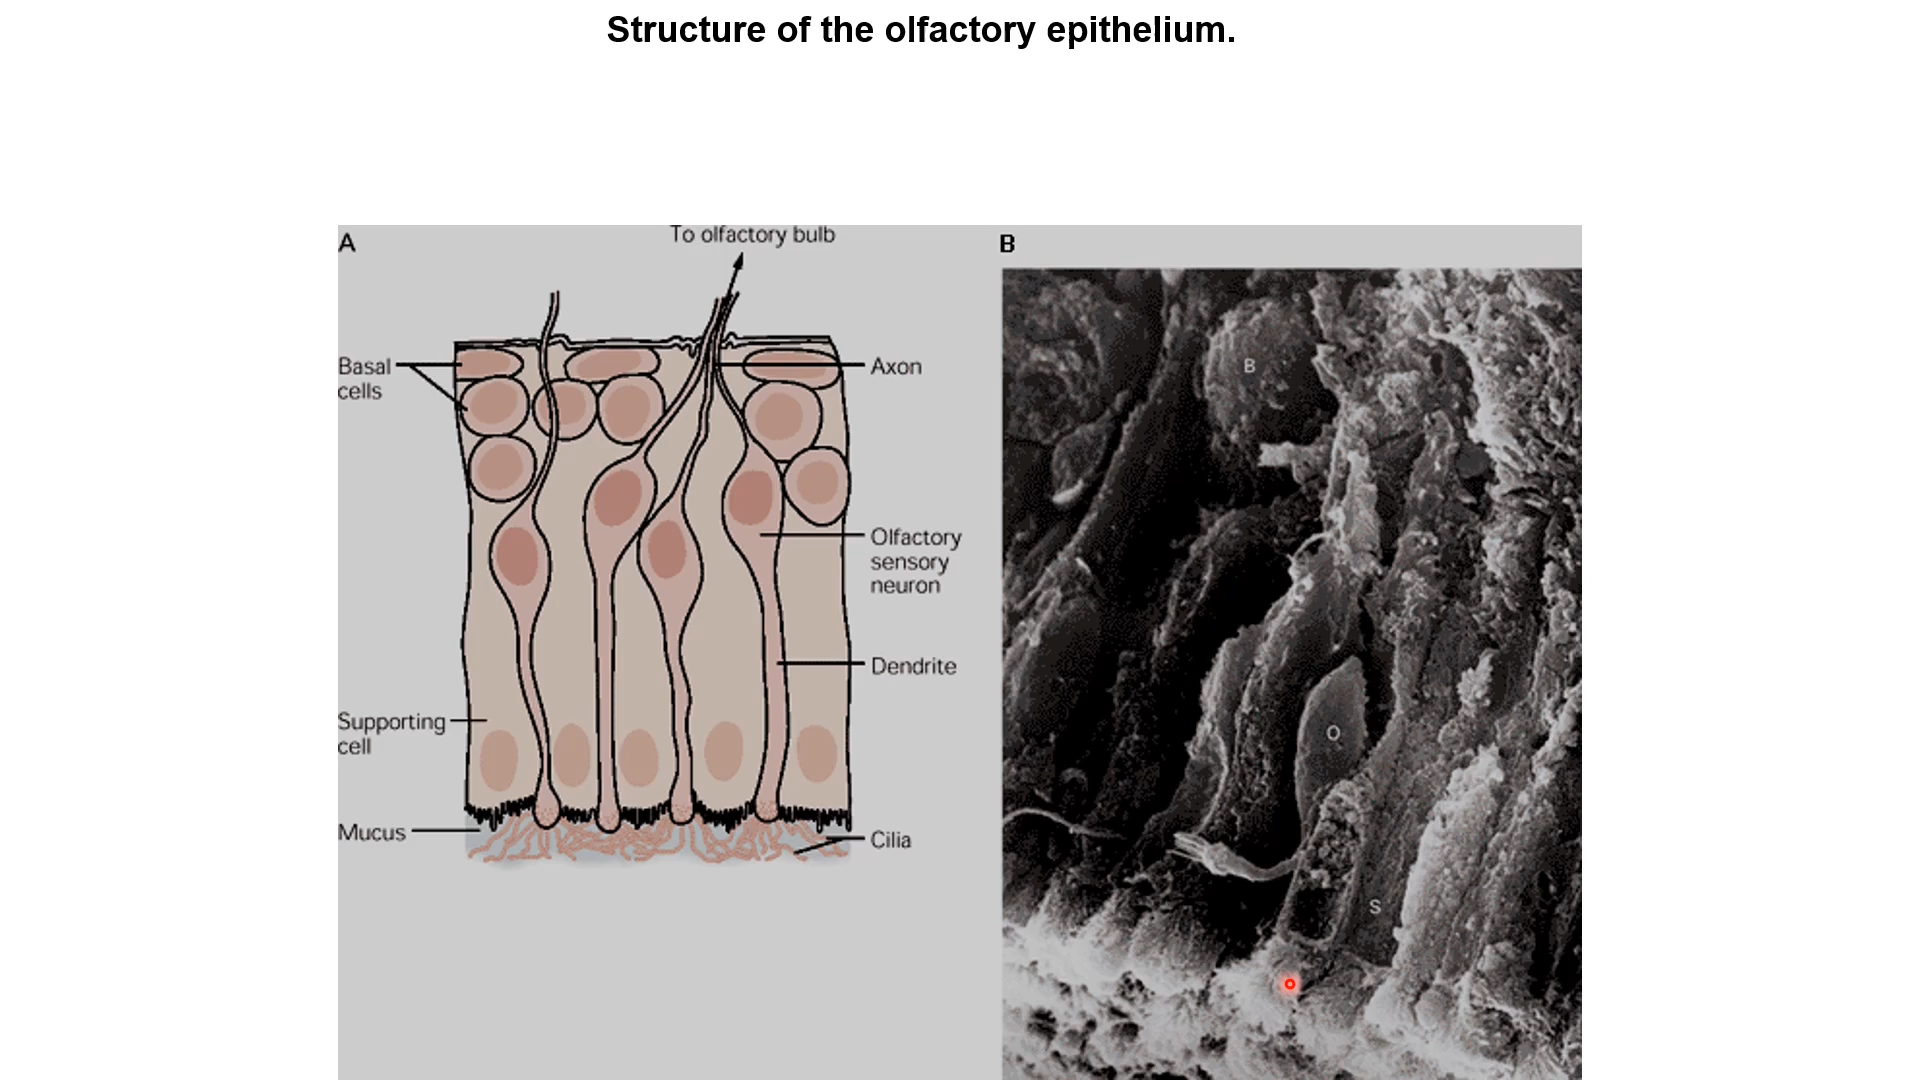 Structure of the olfactory epithelium.
A
To olfactory bulb
Basal
cells
Axon
Olfactory
sensory
neuron
Dendrite
Supporting
cell
Mucus
Cilia
B
B
O
S